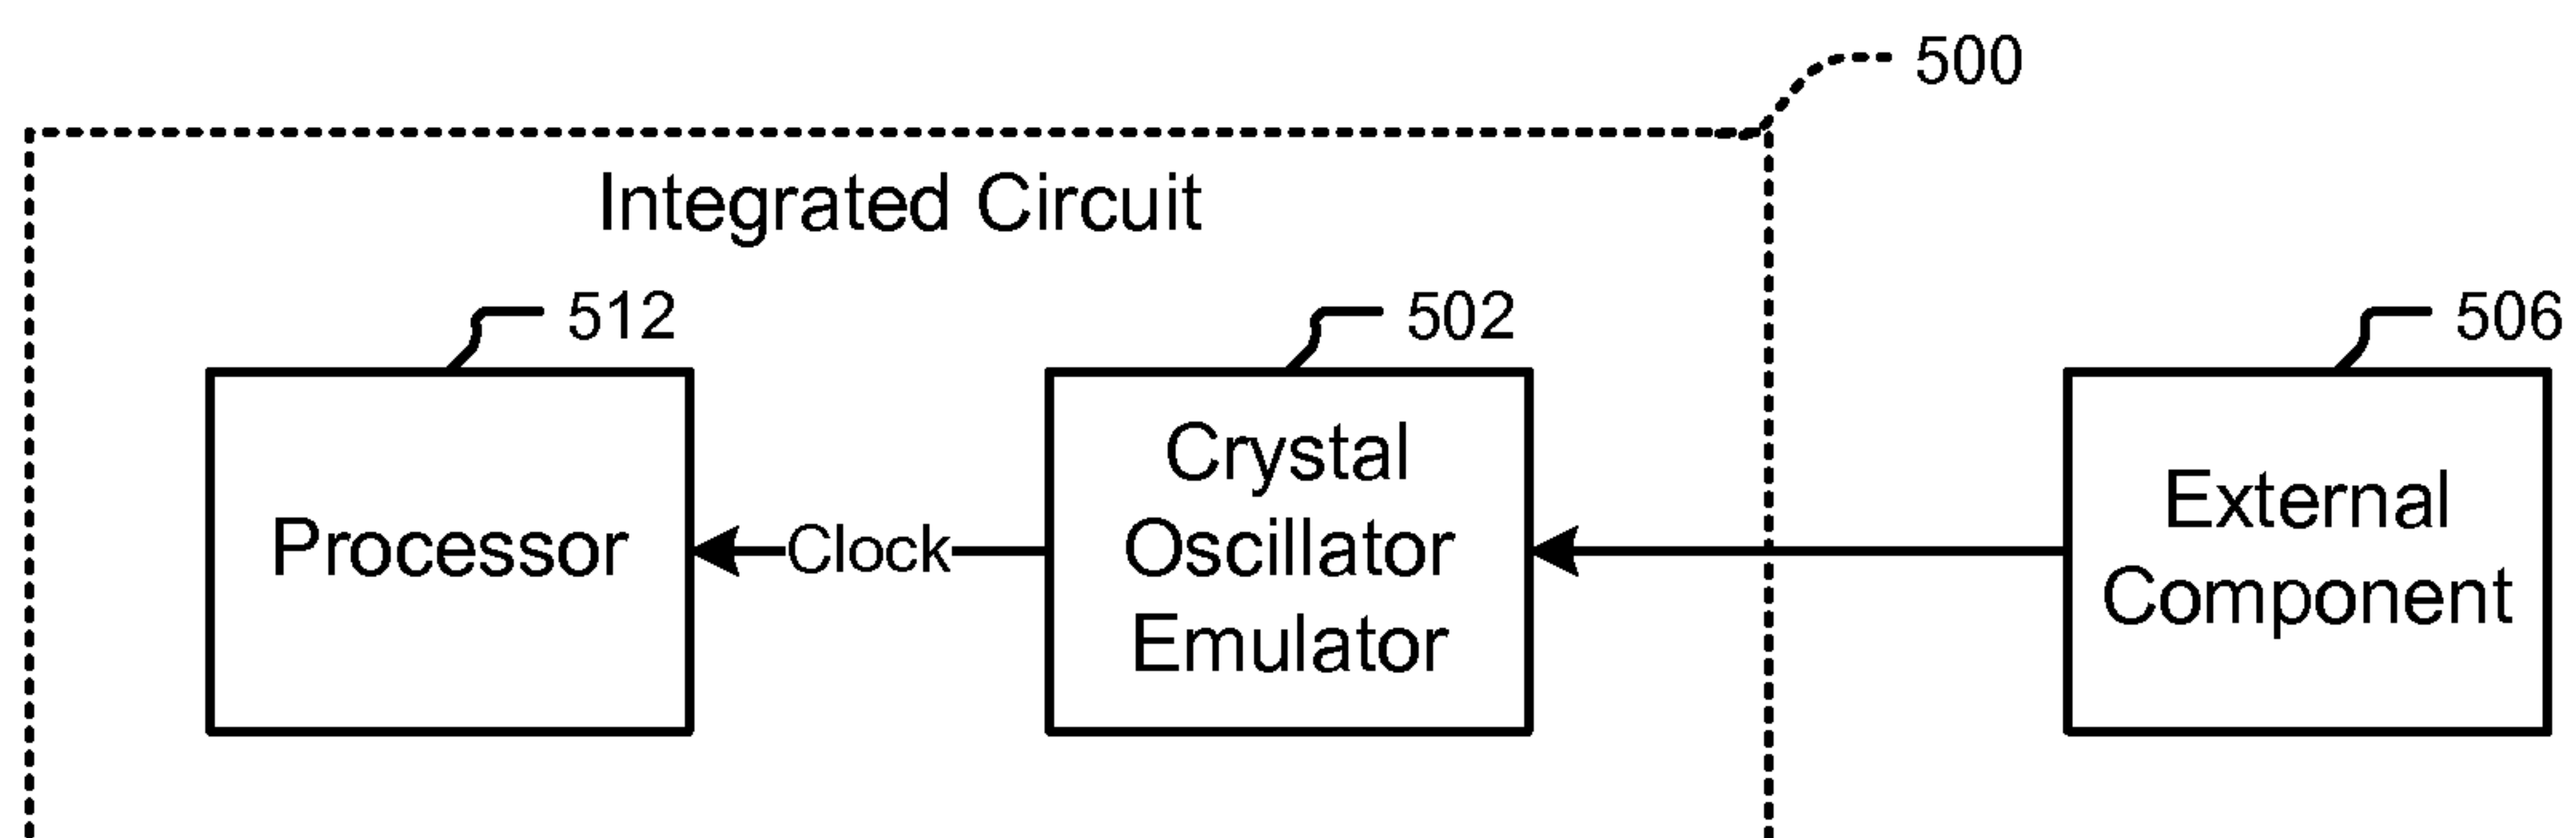 500
Integrated Circuit
512
502
506
Processor
Clock
Crystal
Oscillator
Emulator
External
Component